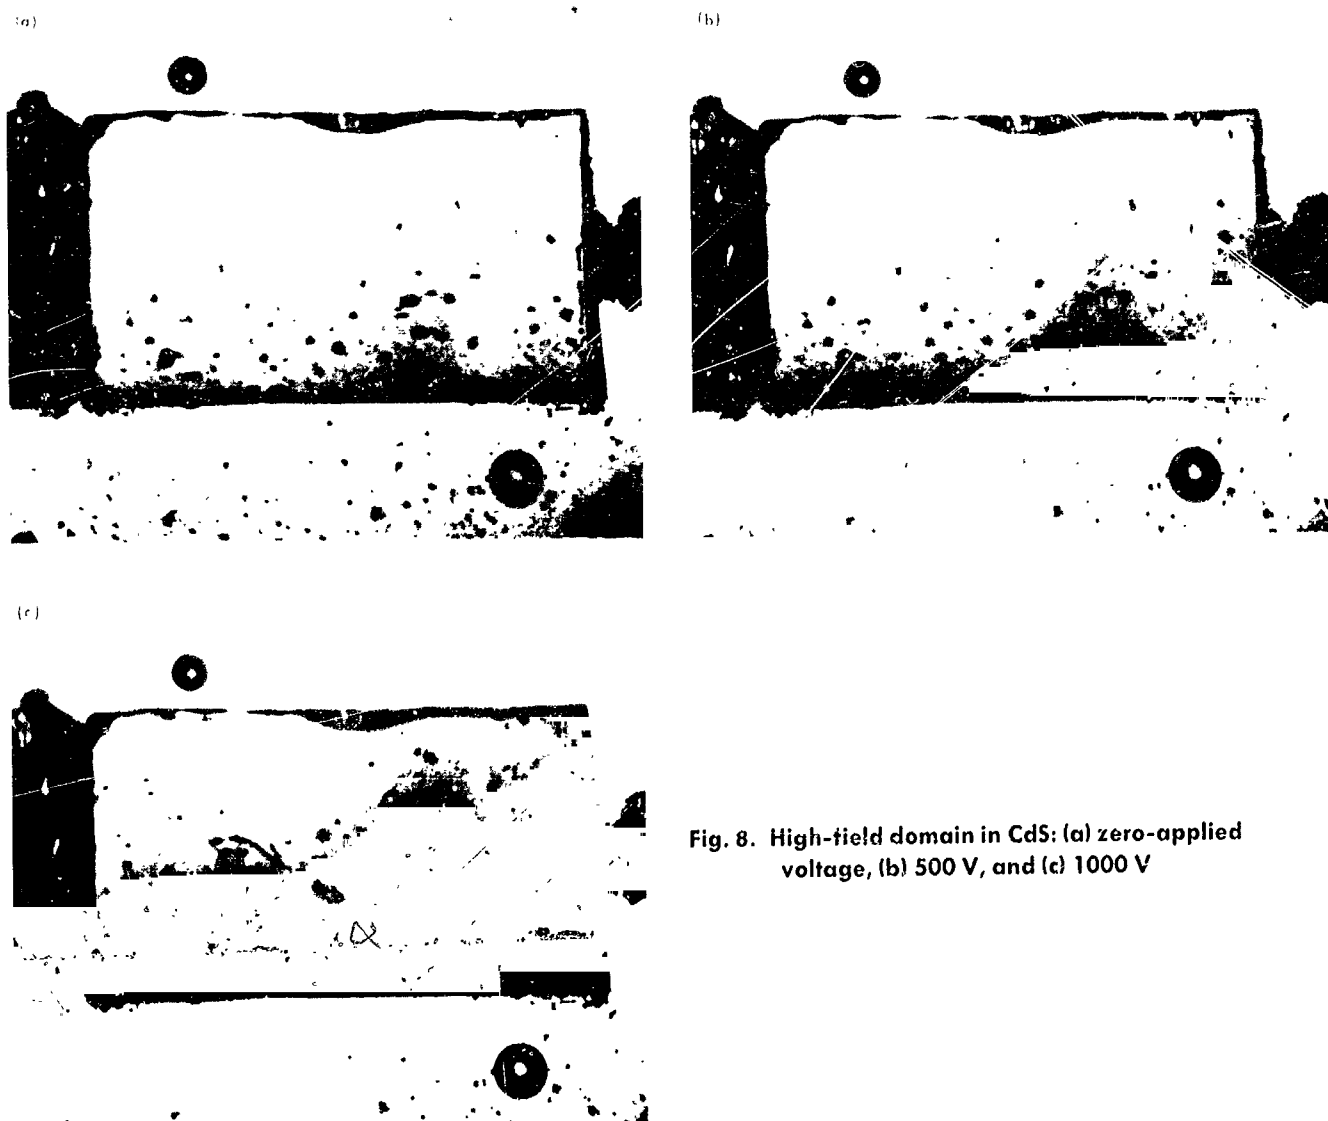 (a)
(b)
(c)
Fig. 8. High-field domain in CdS: (a) zero-applied
voltage, (b) 500 V, and (c) 1000 V